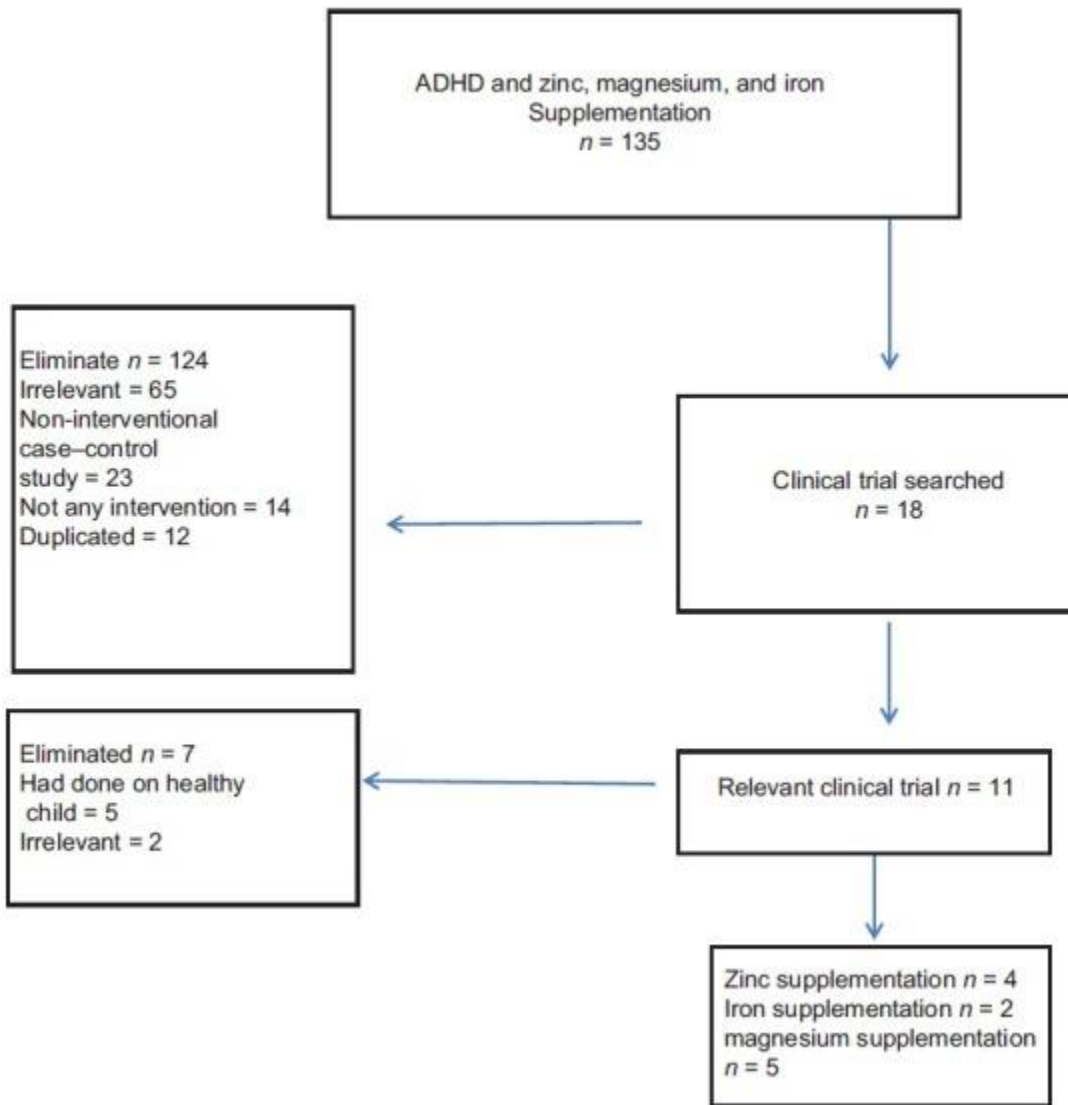 ADHD and zinc, magnesium, and iron
Supplementation
n = 135
Eliminate n = 124
Irrelevant = 65
Non-interventional
case–control
study = 23
Not any intervention = 14
Duplicated = 12
Clinical trial searched
n = 18
Eliminated n = 7
Had done on healthy
child = 5
Irrelevant = 2
Relevant clinical trial n = 11
Zinc supplementation n = 4
Iron supplementation n = 2
magnesium supplementation
n = 5